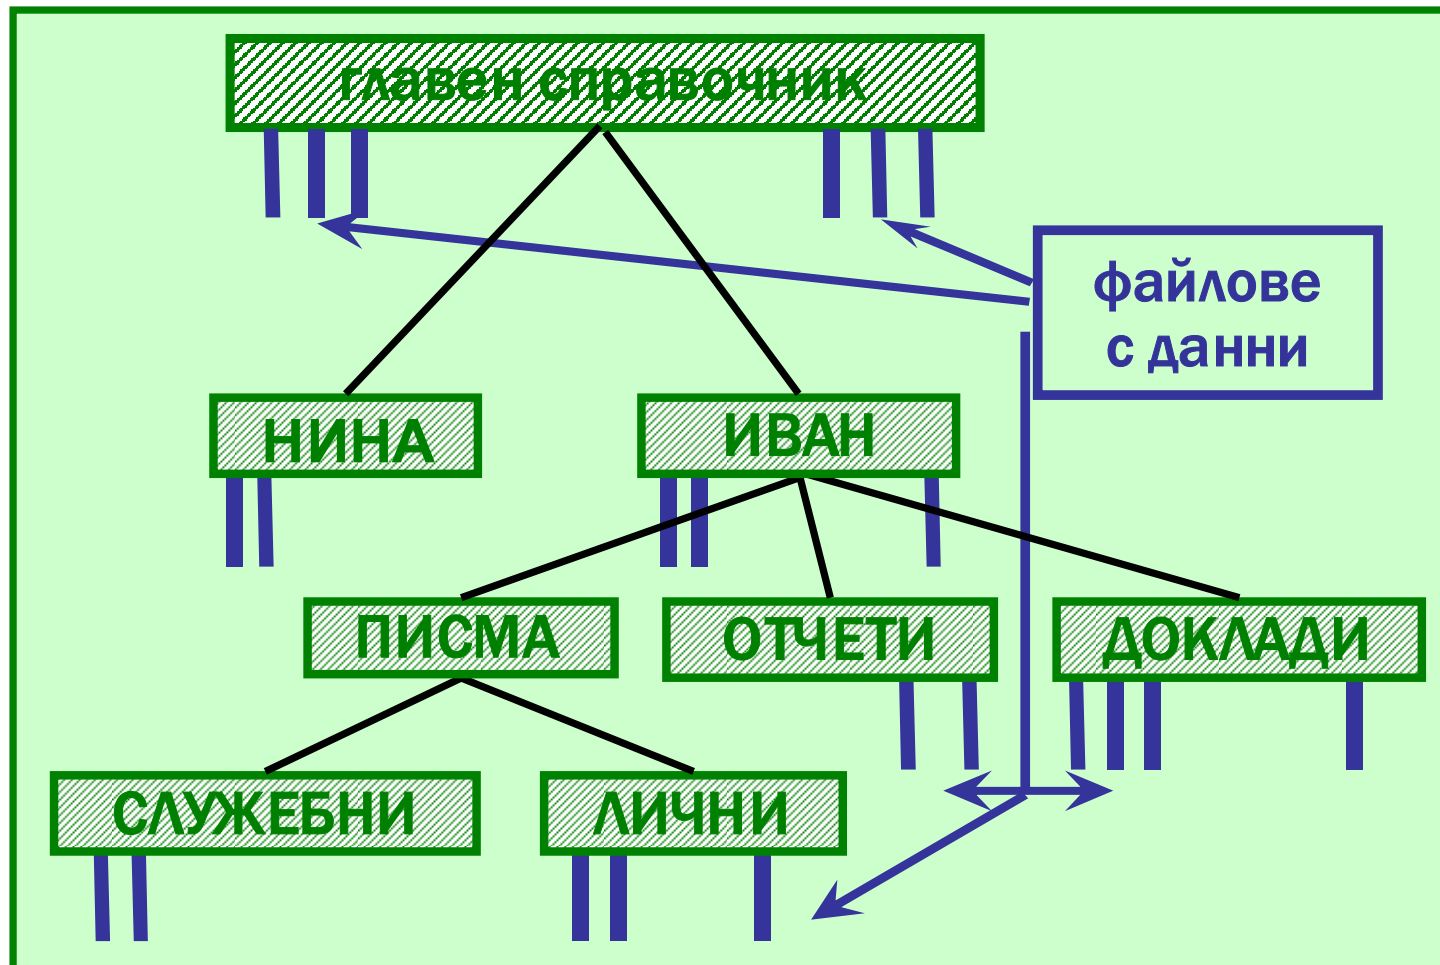 главен справочник
файлове
с данни
НИНА
ИВАН
ПИСМА
ОТЧЕТИ
ДОКЛАДИ
СЛУЖЕБНИ
ЛИЧНИ